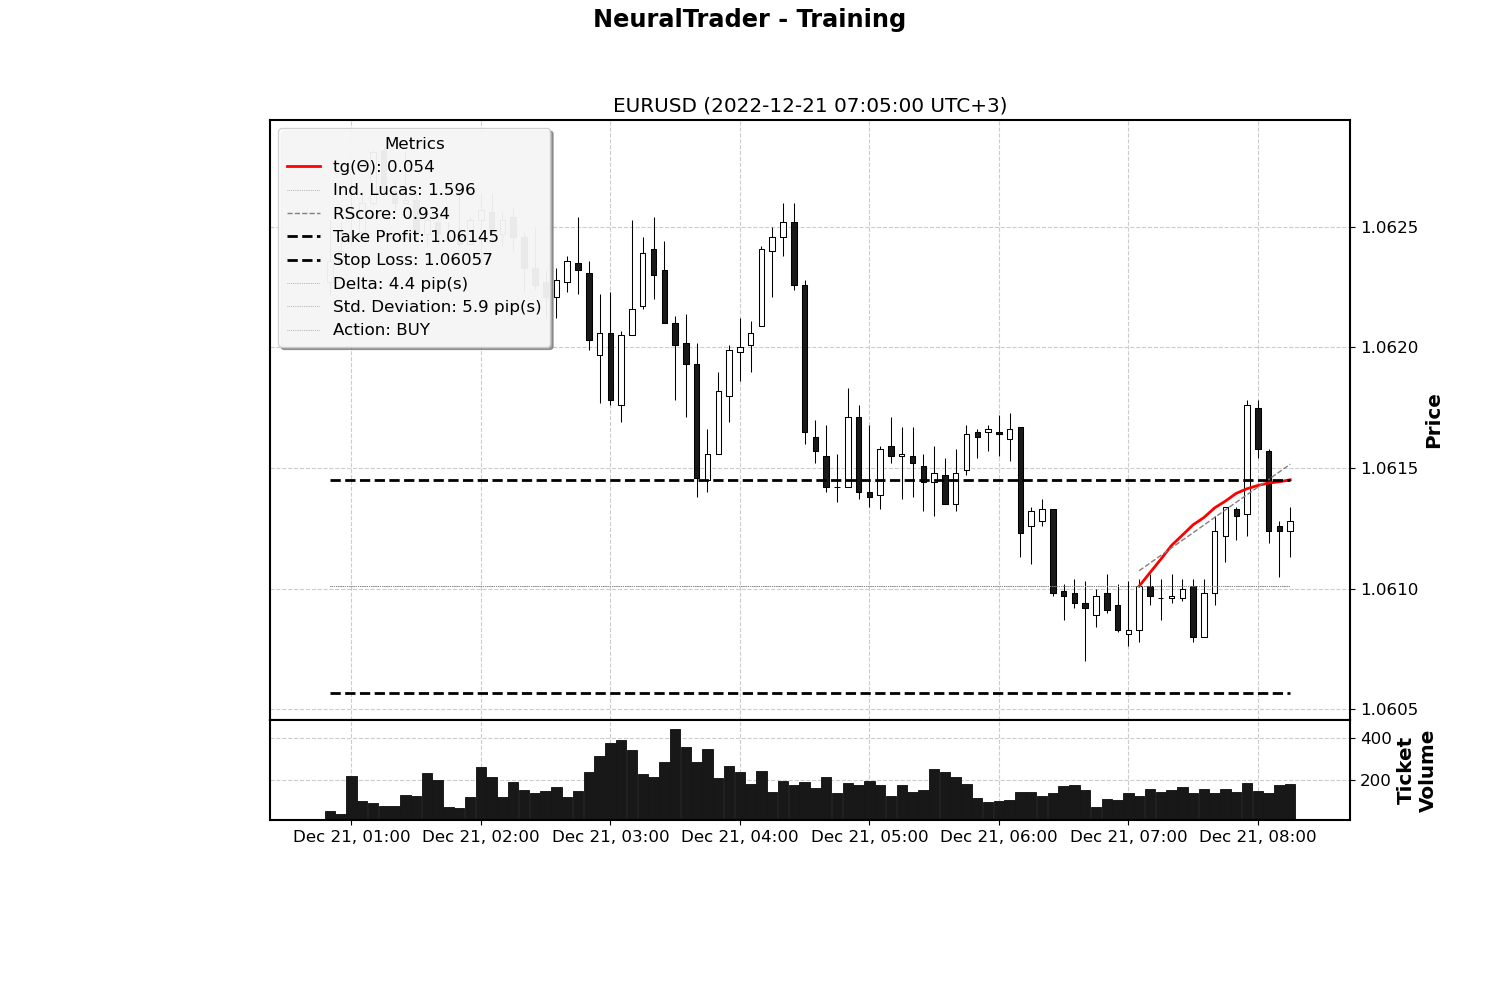 NeuralTrader - Training
EURUSD (2022-12-21 07:05:00 UTC+3)
Metrics
tg(Θ): 0.054
Ind. Lucas: 1.596
RScore: 0.934
Take Profit: 1.06145
Stop Loss: 1.06057
Delta: 4.4 pip(s)
Std. Deviation: 5.9 pip(s)
Action: BUY
1.0625
1.0620
1.0615
1.0610
1.0605
Price
400
200
Ticket
Volume
Dec 21, 01:00
Dec 21, 02:00
Dec 21, 03:00
Dec 21, 04:00
Dec 21, 05:00
Dec 21, 06:00
Dec 21, 07:00
Dec 21, 08:00